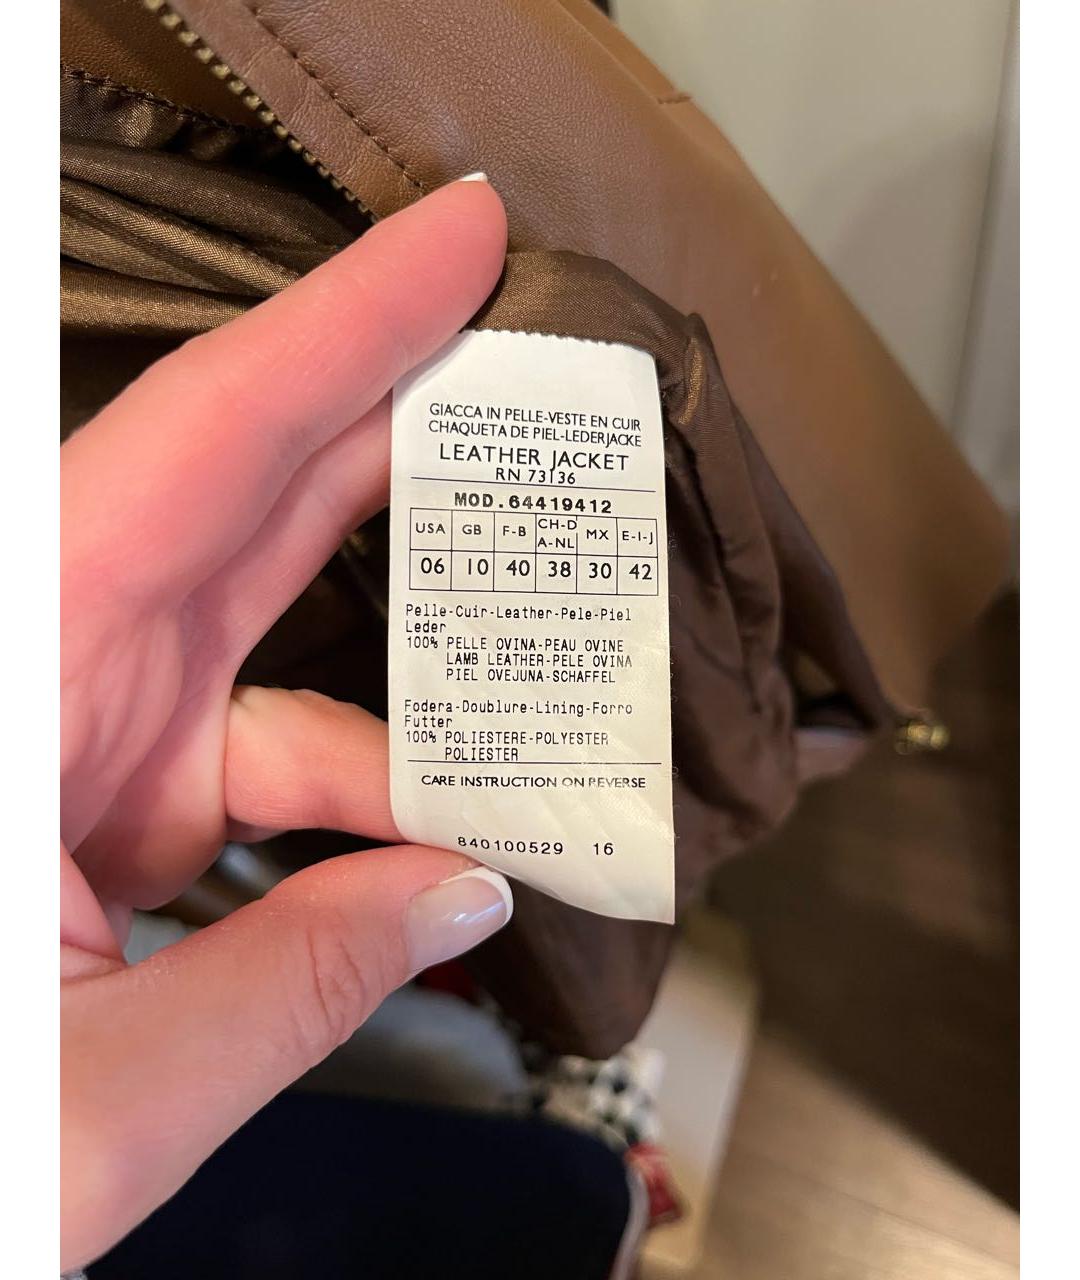 GIACCA IN PELLE-VESTE EN CUIR
CHAQUETA DE PIEL-LEDERJACKE
LEATHER JACKET
RN 73136
MOD.64419412
USA GB F-B CH-D A-NL MX E-I-J
06 10 40 38 30 42
Pelle-Cuir-Leather-Pele-Piel
Leder
100% PELLE OVINA-PEAU OVINE
LAMB LEATHER-PELE OVINA
PIEL OVEJUNA-SCHAFFEL
Fodera-Doublure-Lining-Forro
Futter
100% POLIESTERE-POLYESTER
POLIESTER
CARE INSTRUCTION ON REVERSE
840100529 16